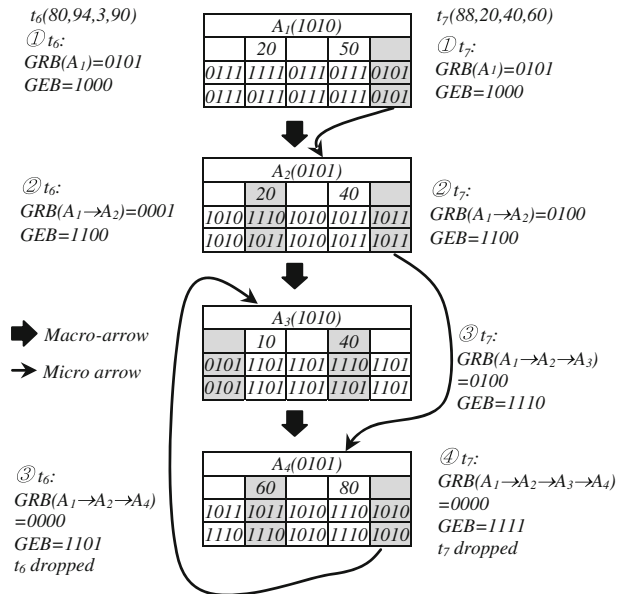 t6(80,94,3,90)
① t6:
GRB(A1)=0101
GEB=1000
A1(1010)
20 50
0111 1111 0111 0111 0101
0111 0111 0111 0111 0101
t7(88,20,40,60)
① t7:
GRB(A1)=0101
GEB=1000
② t6:
GRB(A1→A2)=0001
GEB=1100
A2(0101)
20 40
1010 1110 1010 1011 1011
1010 1011 1010 1011 1011
② t7:
GRB(A1→A2)=0100
GEB=1100
Macro-arrow
Micro arrow
A3(1010)
10 40
0101 1101 1101 1110 1101
0101 1101 1101 1101 1101
③ t7:
GRB(A1→A2→A3)
=0100
GEB=1110
③ t6:
GRB(A1→A2→A4)
=0000
GEB=1101
t6 dropped
A4(0101)
60 80
1011 1011 1010 1110 1010
1110 1110 1010 1110 1010
④ t7:
GRB(A1→A2→A3→A4)
=0000
GEB=1111
t7 dropped